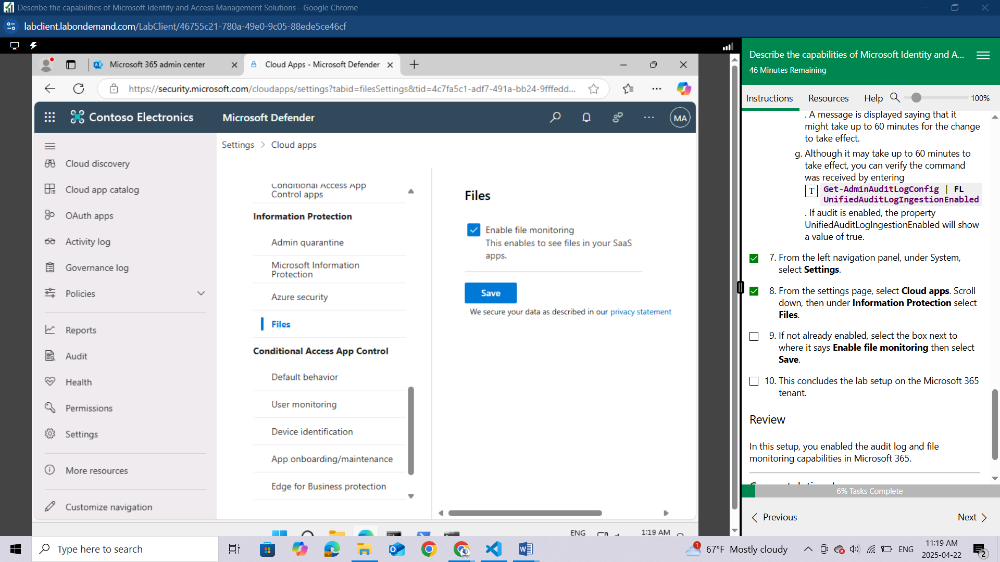 Describe the capabilities of Microsoft Identity and Access Management Solutions - Google Chrome
labclient.labondemand.com/LabClient/46755c21-780a-49e0-9c05-88ede5ce46cf
Microsoft 365 admin center
Cloud Apps - Microsoft Defender
https://security.microsoft.com/cloudapps/settings?tabid=filesSettings&tid=4c7fa5c1-adf7-491a-bb24-9fffedd...
Contoso Electronics
Microsoft Defender
MA
Cloud discovery
Cloud app catalog
OAuth apps
Activity log
Governance log
Policies
Reports
Audit
Health
Permissions
Settings
More resources
Customize navigation
Settings > Cloud apps
Conditional Access App
Control apps
Information Protection
Admin quarantine
Microsoft Information
Protection
Azure security
Files
Conditional Access App Control
Default behavior
User monitoring
Device identification
App onboarding/maintenance
Edge for Business protection
Files
Enable file monitoring
This enables to see files in your SaaS
apps.
Save
We secure your data as described in our privacy statement
ENG
1:19 AM
Describe the capabilities of Microsoft Identity and A...
46 Minutes Remaining
Instructions
Resources
Help
100%
. A message is displayed saying that it
might take up to 60 minutes for the change
to take effect.
g. Although it may take up to 60 minutes to
take effect, you can verify the command
was received by entering
T
Get-AdminAuditLogConfig | FL
UnifiedAuditLogIngestionEnabled
. If audit is enabled, the property
UnifiedAuditLogIngestionEnabled will show
a value of true.
7. From the left navigation panel, under System,
select Settings.
8. From the settings page, select Cloud apps. Scroll
down, then under Information Protection select
Files.
9. If not already enabled, select the box next to
where it says Enable file monitoring then select
Save.
10. This concludes the lab setup on the Microsoft 365
tenant.
Review
In this setup, you enabled the audit log and file
monitoring capabilities in Microsoft 365.
6% Tasks Complete
Previous
Next
Type here to search
1
67°F Mostly cloudy
ENG
11:19 AM
2025-04-22
2